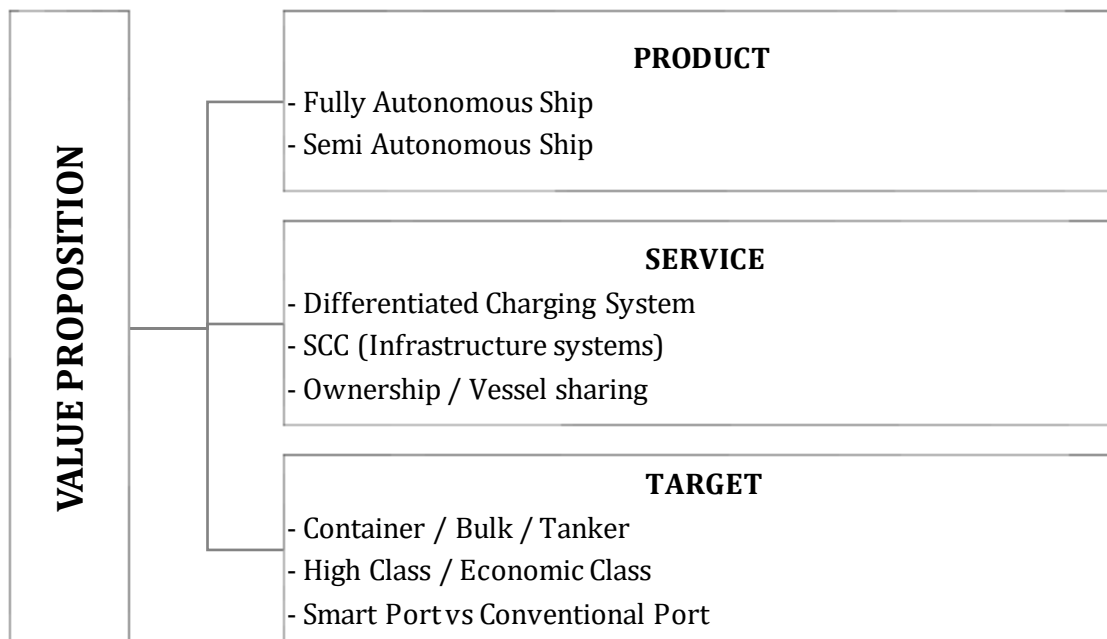 VALUE PROPOSITION
PRODUCT
- Fully Autonomous Ship
- Semi Autonomous Ship
SERVICE
- Differentiated Charging System
- SCC (Infrastructure systems)
- Ownership / Vessel sharing
TARGET
- Container / Bulk / Tanker
- High Class / Economic Class
- Smart Port vs Conventional Port